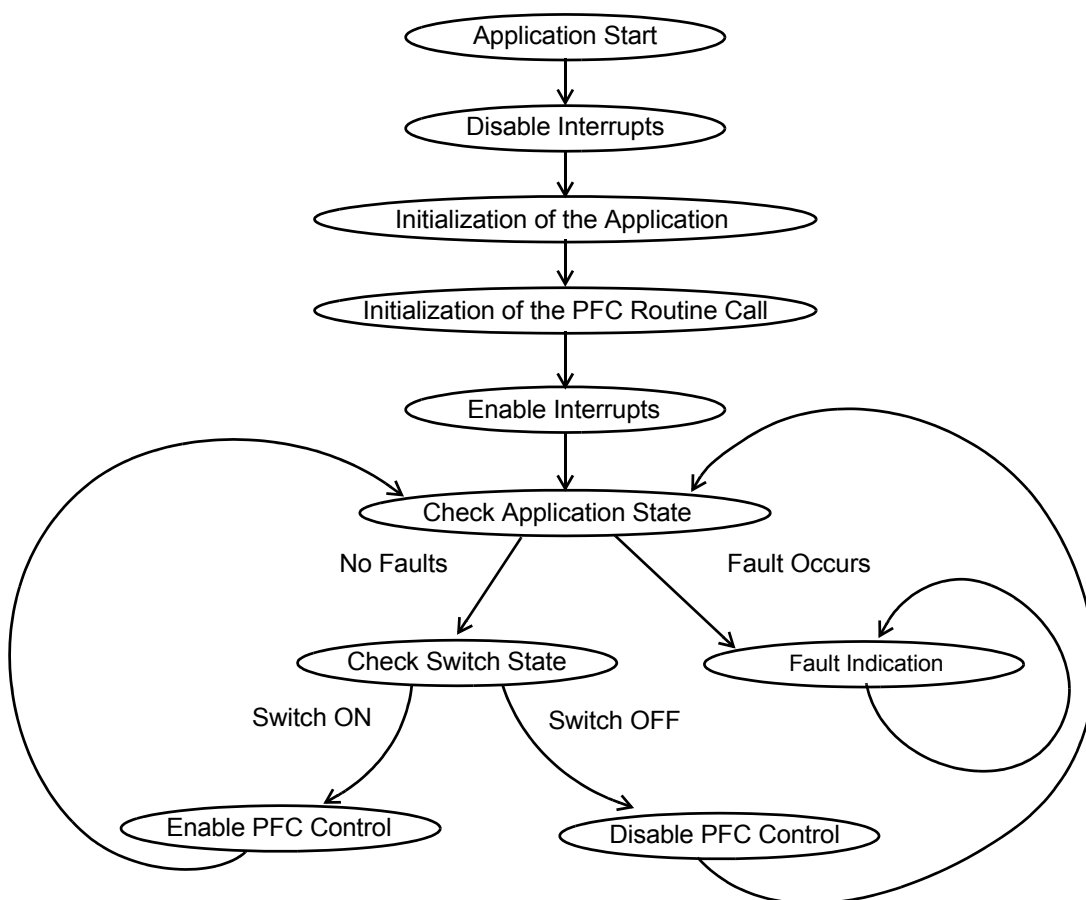 Application Start
Disable Interrupts
Initialization of the Application
Initialization of the PFC Routine Call
Enable Interrupts
Check Application State
No Faults
Fault Occurs
Check Switch State
Fault Indication
Switch ON
Switch OFF
Enable PFC Control
Disable PFC Control